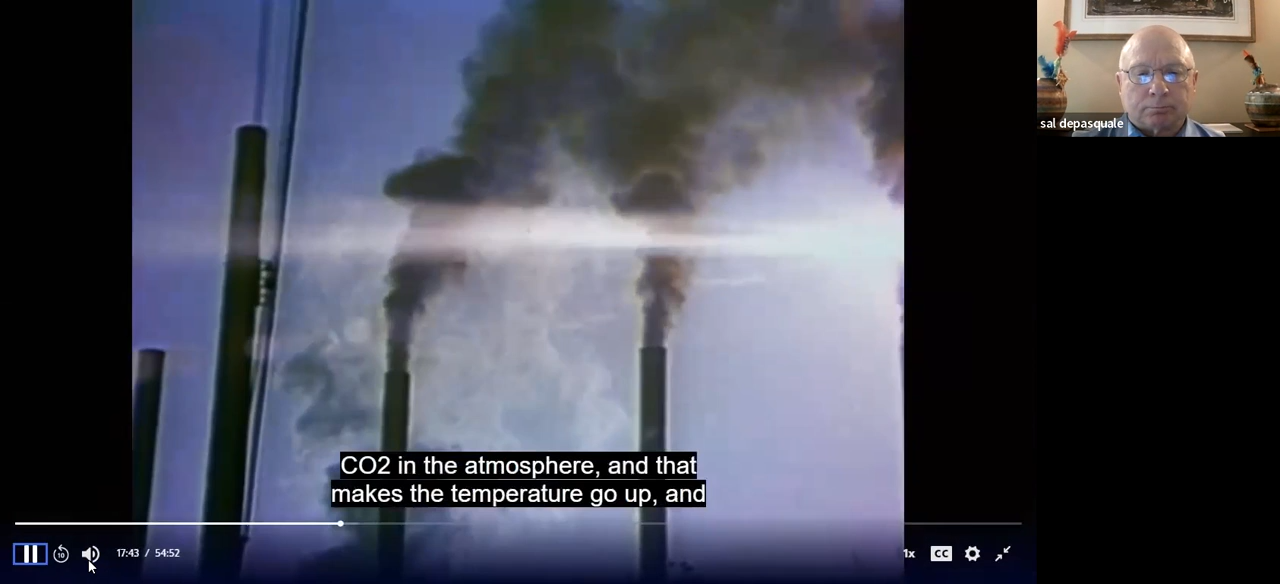 sal depasquale
CO2 in the atmosphere, and that
makes the temperature go up, and
10
17:43 / 54:52
1x
CC